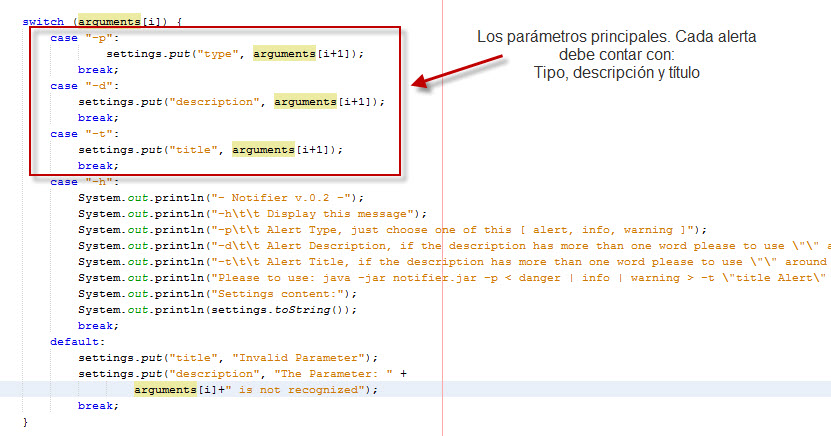 switch (arguments[i]) {
case "-p":
settings.put("type", arguments[i+1]);
break;
case "-d":
settings.put("description", arguments[i+1]);
break;
case "-t":
settings.put("title", arguments[i+1]);
break;
case "-h":
System.out.println("- Notifier v.0.2 -");
System.out.println("-h\t\t Display this message");
System.out.println("-p\t\t Alert Type, just choose one of this [ alert, info, warning ]");
System.out.println("-d\t\t Alert Description, if the description has more than one word please to use \"\" a
System.out.println("-t\t\t Alert Title, if the description has more than one word please to use \"\" around
System.out.println("Please to use: java -jar notifier.jar -p < danger | info | warning > -t \"title Alert\"
System.out.println("Settings content:");
System.out.println(settings.toString());
break;
default:
settings.put("title", "Invalid Parameter");
settings.put("description", "The Parameter: " +
arguments[i]+" is not recognized");
break;
}
Los parámetros principales. Cada alerta
debe contar con:
Tipo, descripción y título